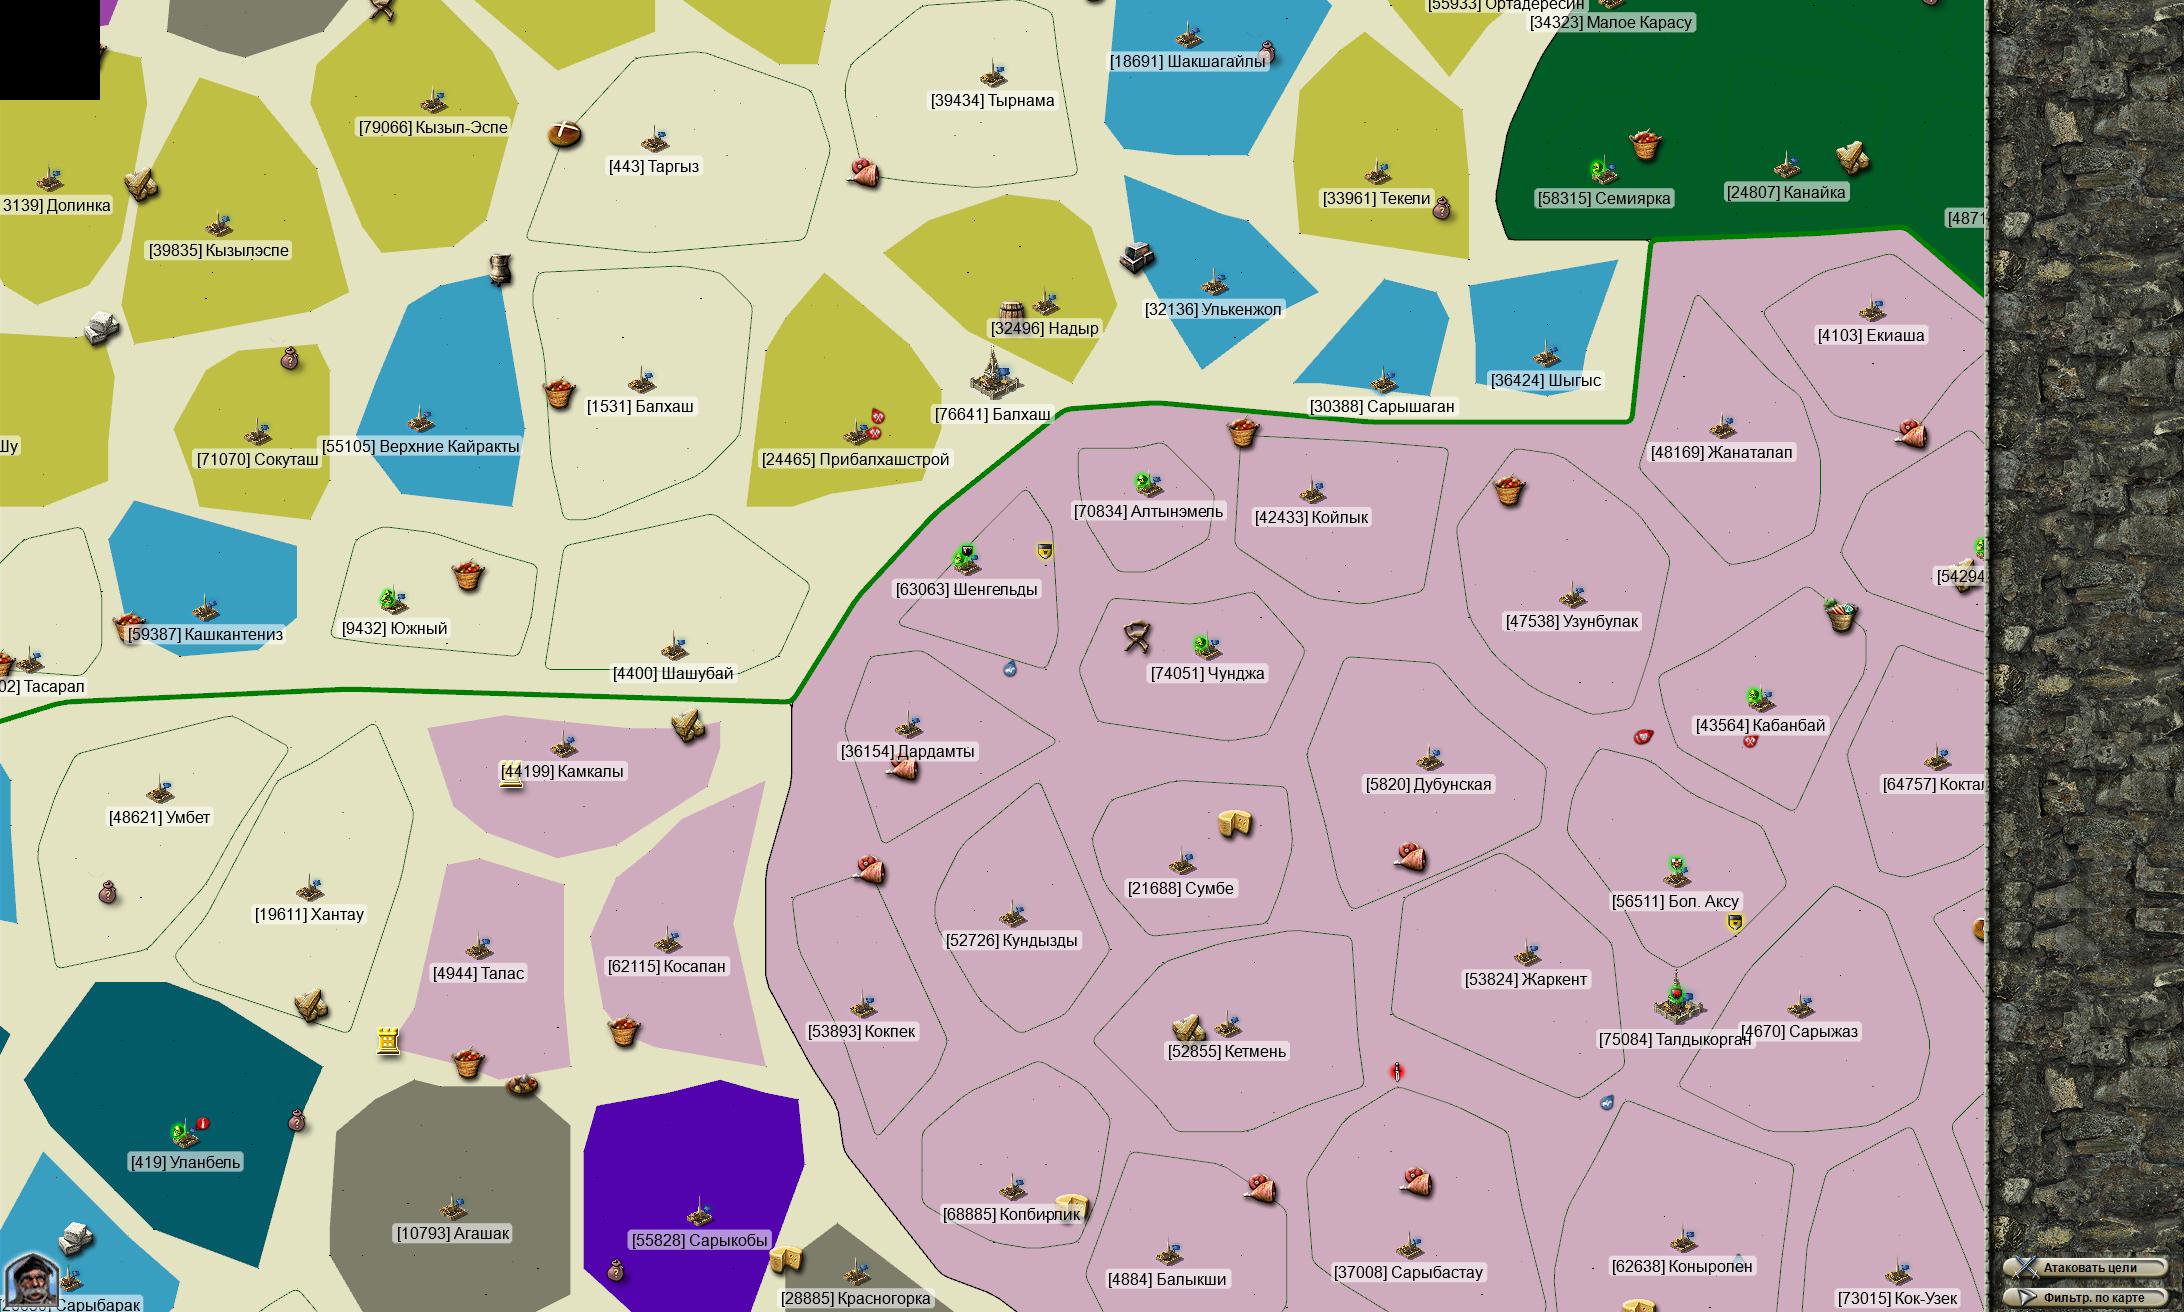 [55933] Ортадересин
[34323] Малое Карасу
[18691] Шакшагайлы
[39434] Тырнама
[79066] Кызыл-Эспе
[443] Таргыз
[33961] Текели
[58315] Семиярка
[24807] Канайка
3139] Долинка
[4871
[39835] Кызылэспе
[32136] Улькенжол
[32496] Надыр
[4103] Екиаша
[36424] Шыгыс
[1531] Балхаш
[30388] Сарышаган
[76641] Балхаш
[55105] Верхние Кайракты
[48169] Жанаталап
[71070] Сокуташ
[24465] Прибалхашстрой
[70834] Алтынэмель
[42433] Койлык
[54294
[63063] Шенгельды
[47538] Узунбулак
[9432] Южный
[59387] Кашкантениз
[4400] Шашубай
[74051] Чунджа
02] Тасарал
[43564] Кабанбай
[36154] Дардамты
[44199] Камкалы
[5820] Дубунская
[64757] Коктал
[48621] Умбет
[21688] Сумбе
[56511] Бол. Аксу
[19611] Хантау
[52726] Кундызды
[62115] Косапан
[4944] Талас
[53824] Жаркент
[53893] Кокпек
[75084] Талдыкорган
[4670] Сарыжаз
[52855] Кетмень
[419] Уланбель
[68885] Копбирлик
[10793] Агашак
[55828] Сарыкобы
[62638] Коныролен
[37008] Сарыбастау
[4884] Балыкши
Атаковать цели
[28885] Красногорка
[73015] Кок-Узек
Фильтр. по карте
Сарыбарак